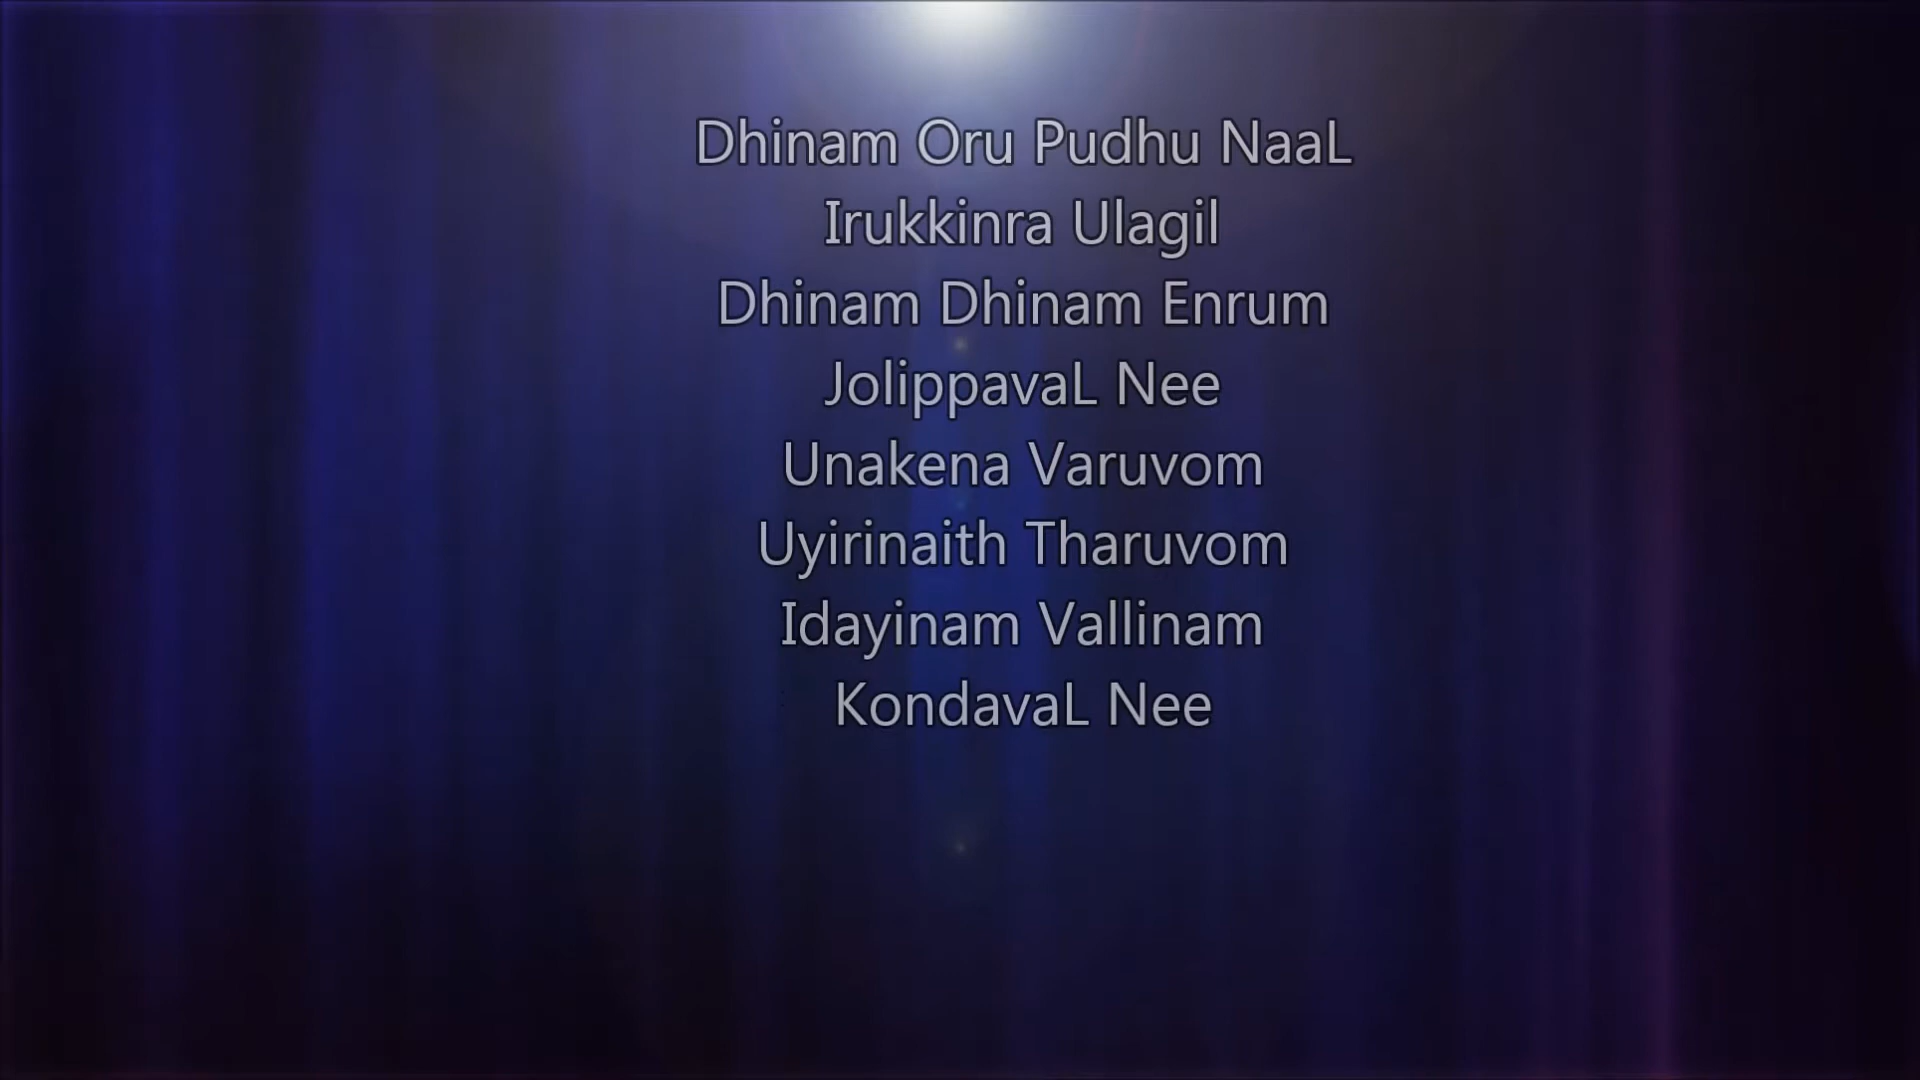 Dhinam Oru Pudhu NaaL
Irukkinra Ulagil
Dhinam Dhinam Enrum
JolippavaL Nee
Unakena Varuvom
Uyirinaith Tharuvom
Idayinam Vallinam
KondavaL Nee